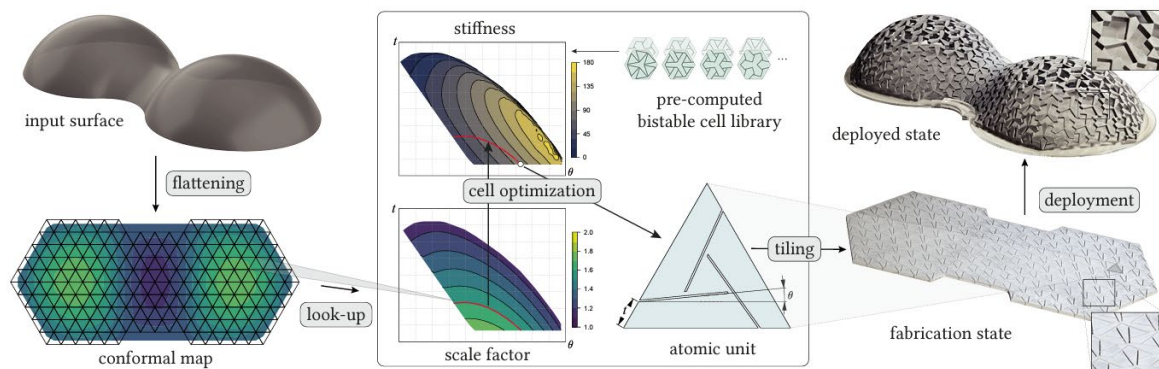 input surface
flattening
conformal map
look-up
stiffness
t
180
135
90
45
0
θ
cell optimization
t
2.0
1.8
1.6
1.4
1.2
1.0
θ
scale factor
pre-computed
bistable cell library
...
t
θ
atomic unit
tiling
deployed state
deployment
fabrication state